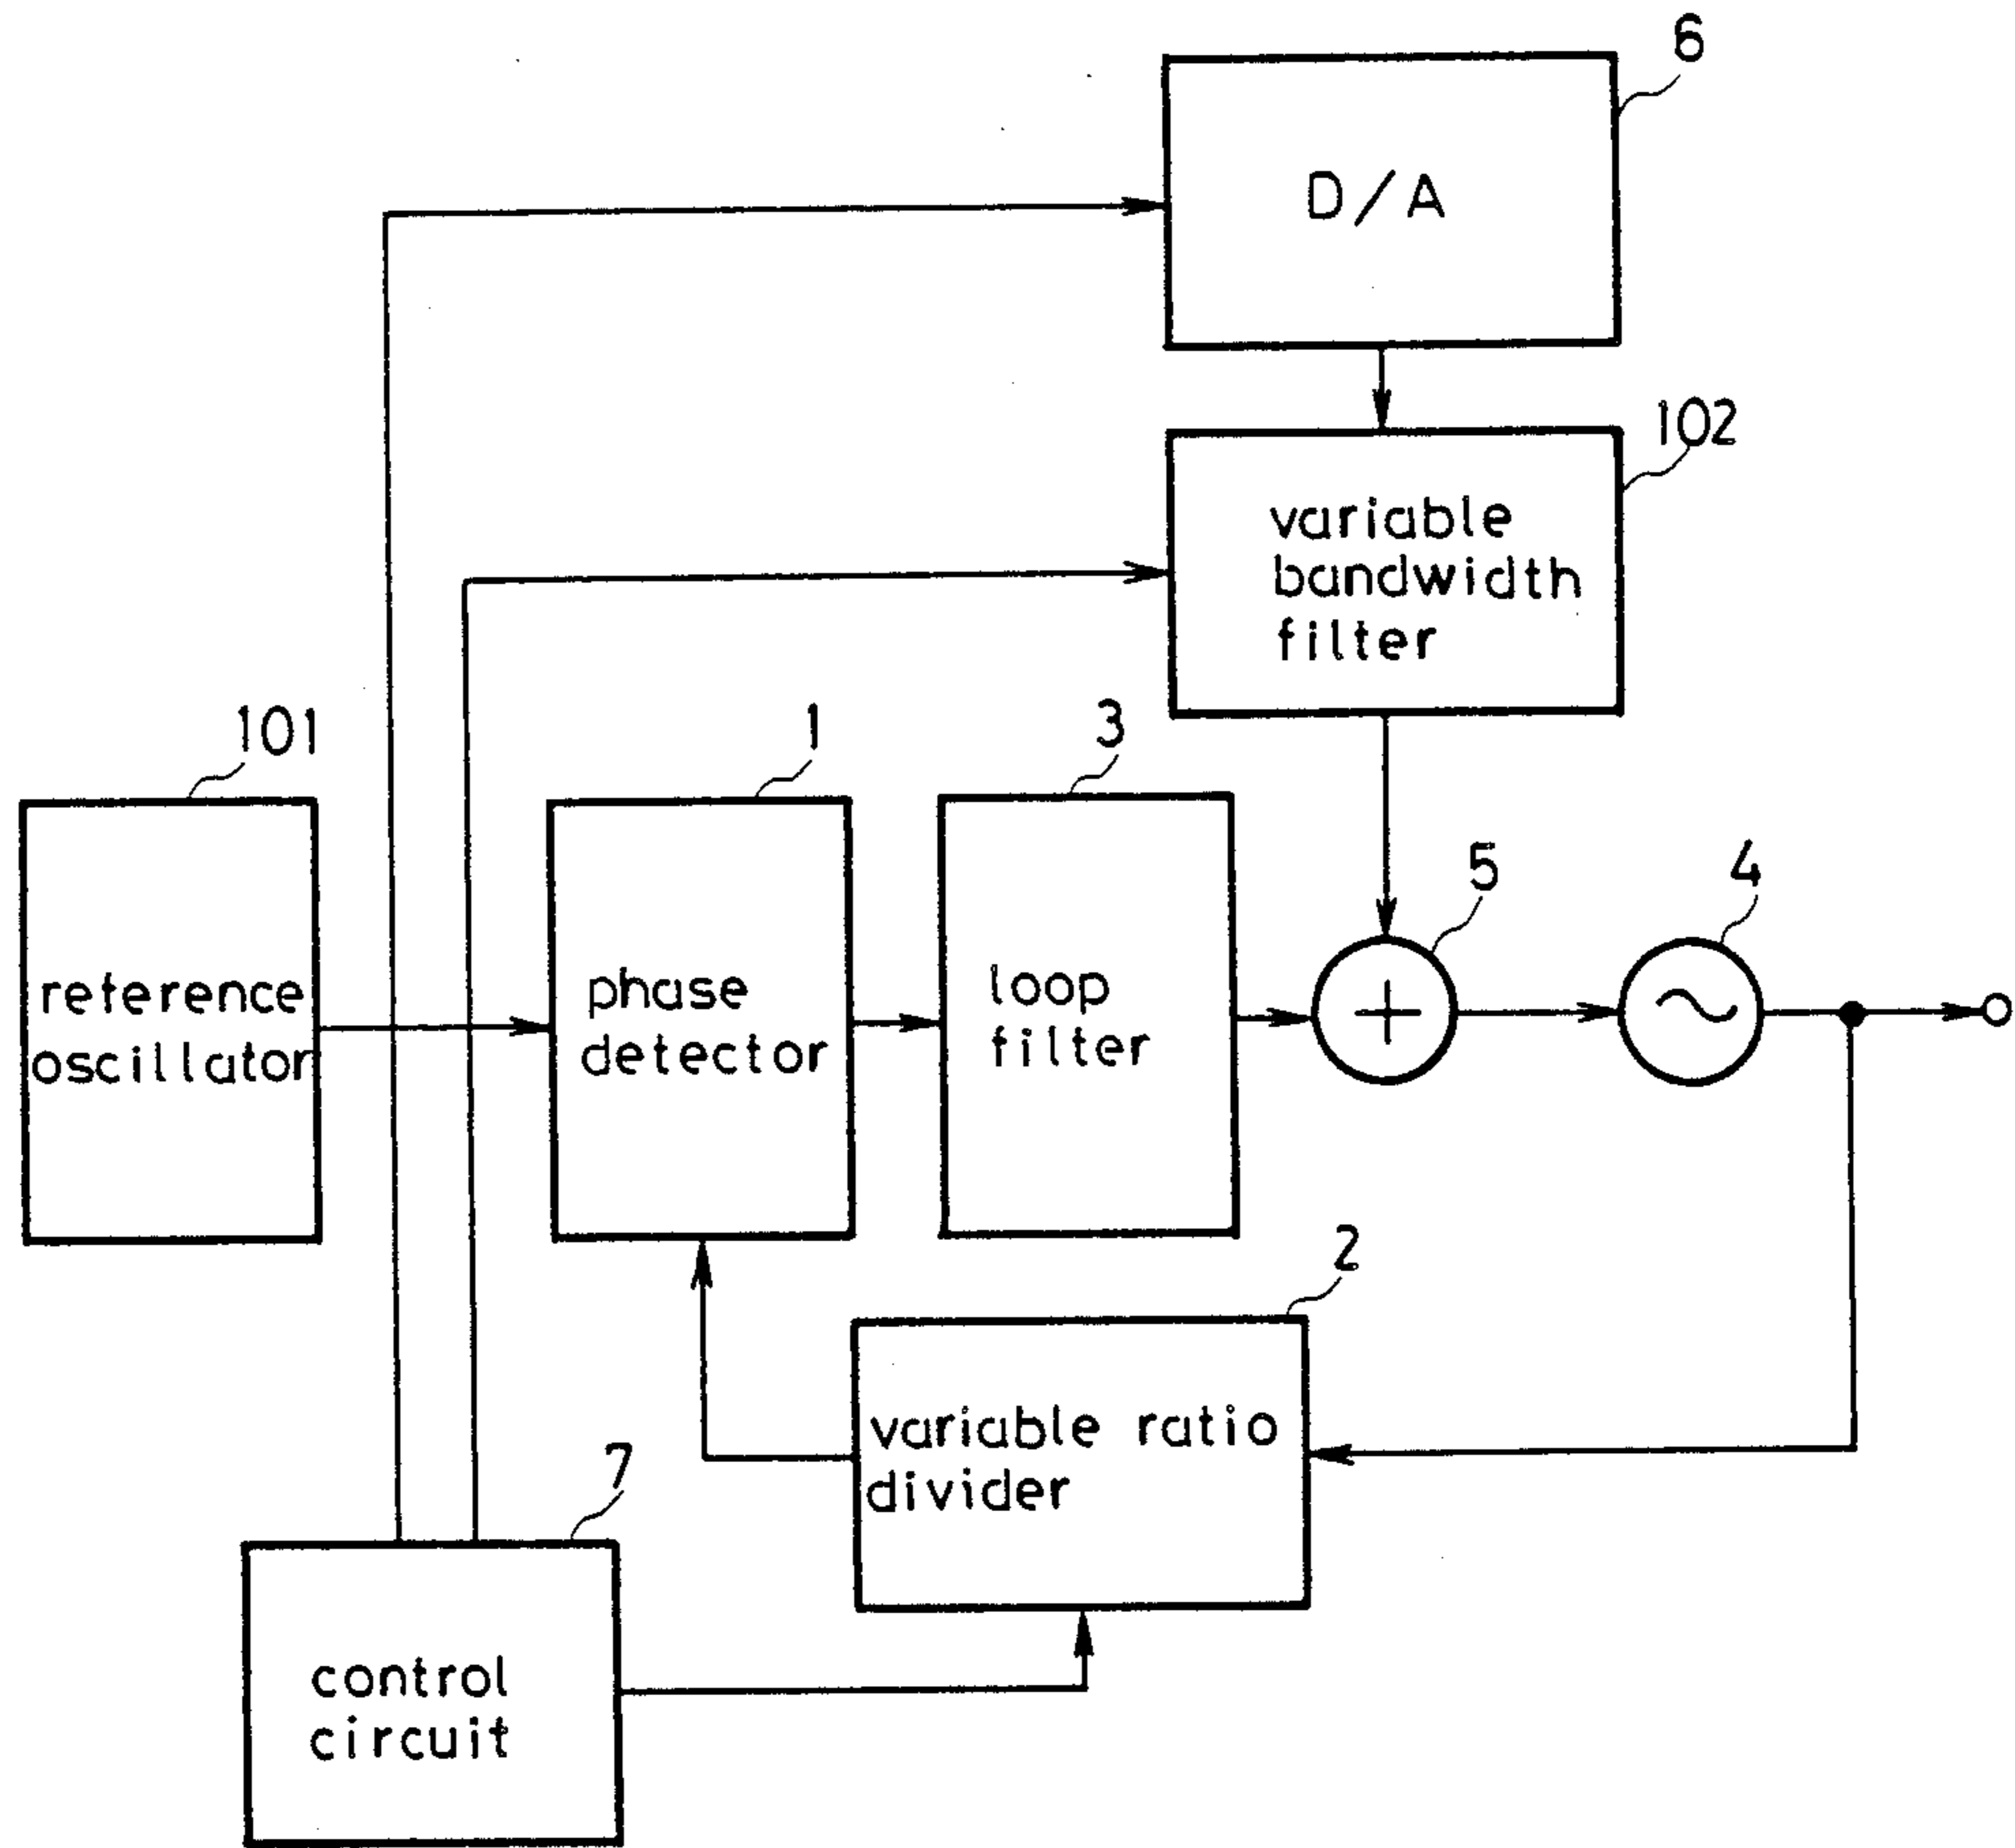 6
D/A
102
variable
bandwidth
filter
101
1
3
5
4
reference
oscillator
phase
detector
loop
filter
2
variable ratio
divider
7
control
circuit